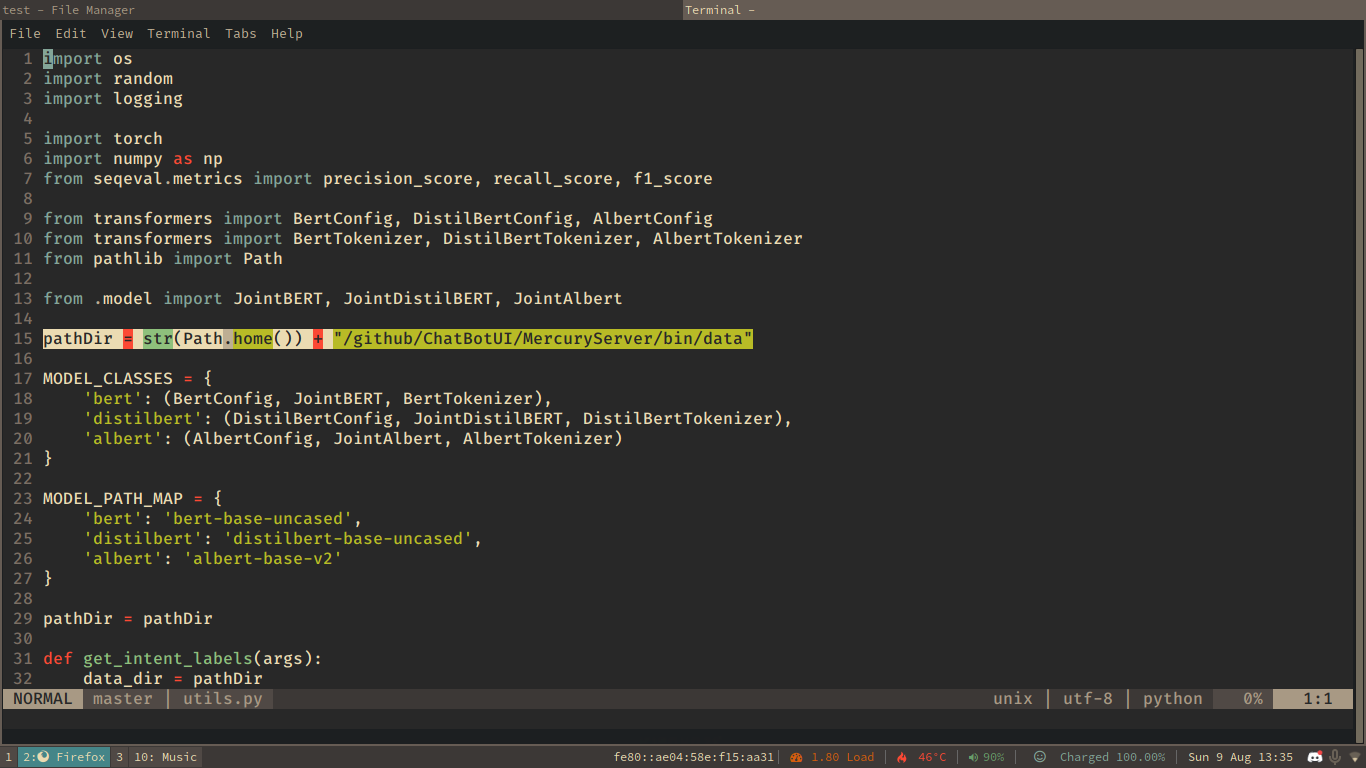 test - File Manager
Terminal -
File Edit View Terminal Tabs Help
1 import os
2 import random
3 import logging
4
5 import torch
6 import numpy as np
7 from seqeval.metrics import precision_score, recall_score, f1_score
8
9 from transformers import BertConfig, DistilBertConfig, AlbertConfig
10 from transformers import BertTokenizer, DistilBertTokenizer, AlbertTokenizer
11 from pathlib import Path
12
13 from .model import JointBERT, JointDistilBERT, JointAlbert
14
15 pathDir = str(Path.home()) + "/github/ChatBotUI/MercuryServer/bin/data"
16
17 MODEL_CLASSES = {
18     'bert': (BertConfig, JointBERT, BertTokenizer),
19     'distilbert': (DistilBertConfig, JointDistilBERT, DistilBertTokenizer),
20     'albert': (AlbertConfig, JointAlbert, AlbertTokenizer)
21 }
22
23 MODEL_PATH_MAP = {
24     'bert': 'bert-base-uncased',
25     'distilbert': 'distilbert-base-uncased',
26     'albert': 'albert-base-v2'
27 }
28
29 pathDir = pathDir
30
31 def get_intent_labels(args):
32     data_dir = pathDir
NORMAL master | utils.py unix | utf-8 | python 0% 1:1
1 2: Firefox 3 10: Music fe80::ae04:58e:f15:aa31 | 1.80 Load | 46°C | 90% | Charged 100.00% | Sun 9 Aug 13:35